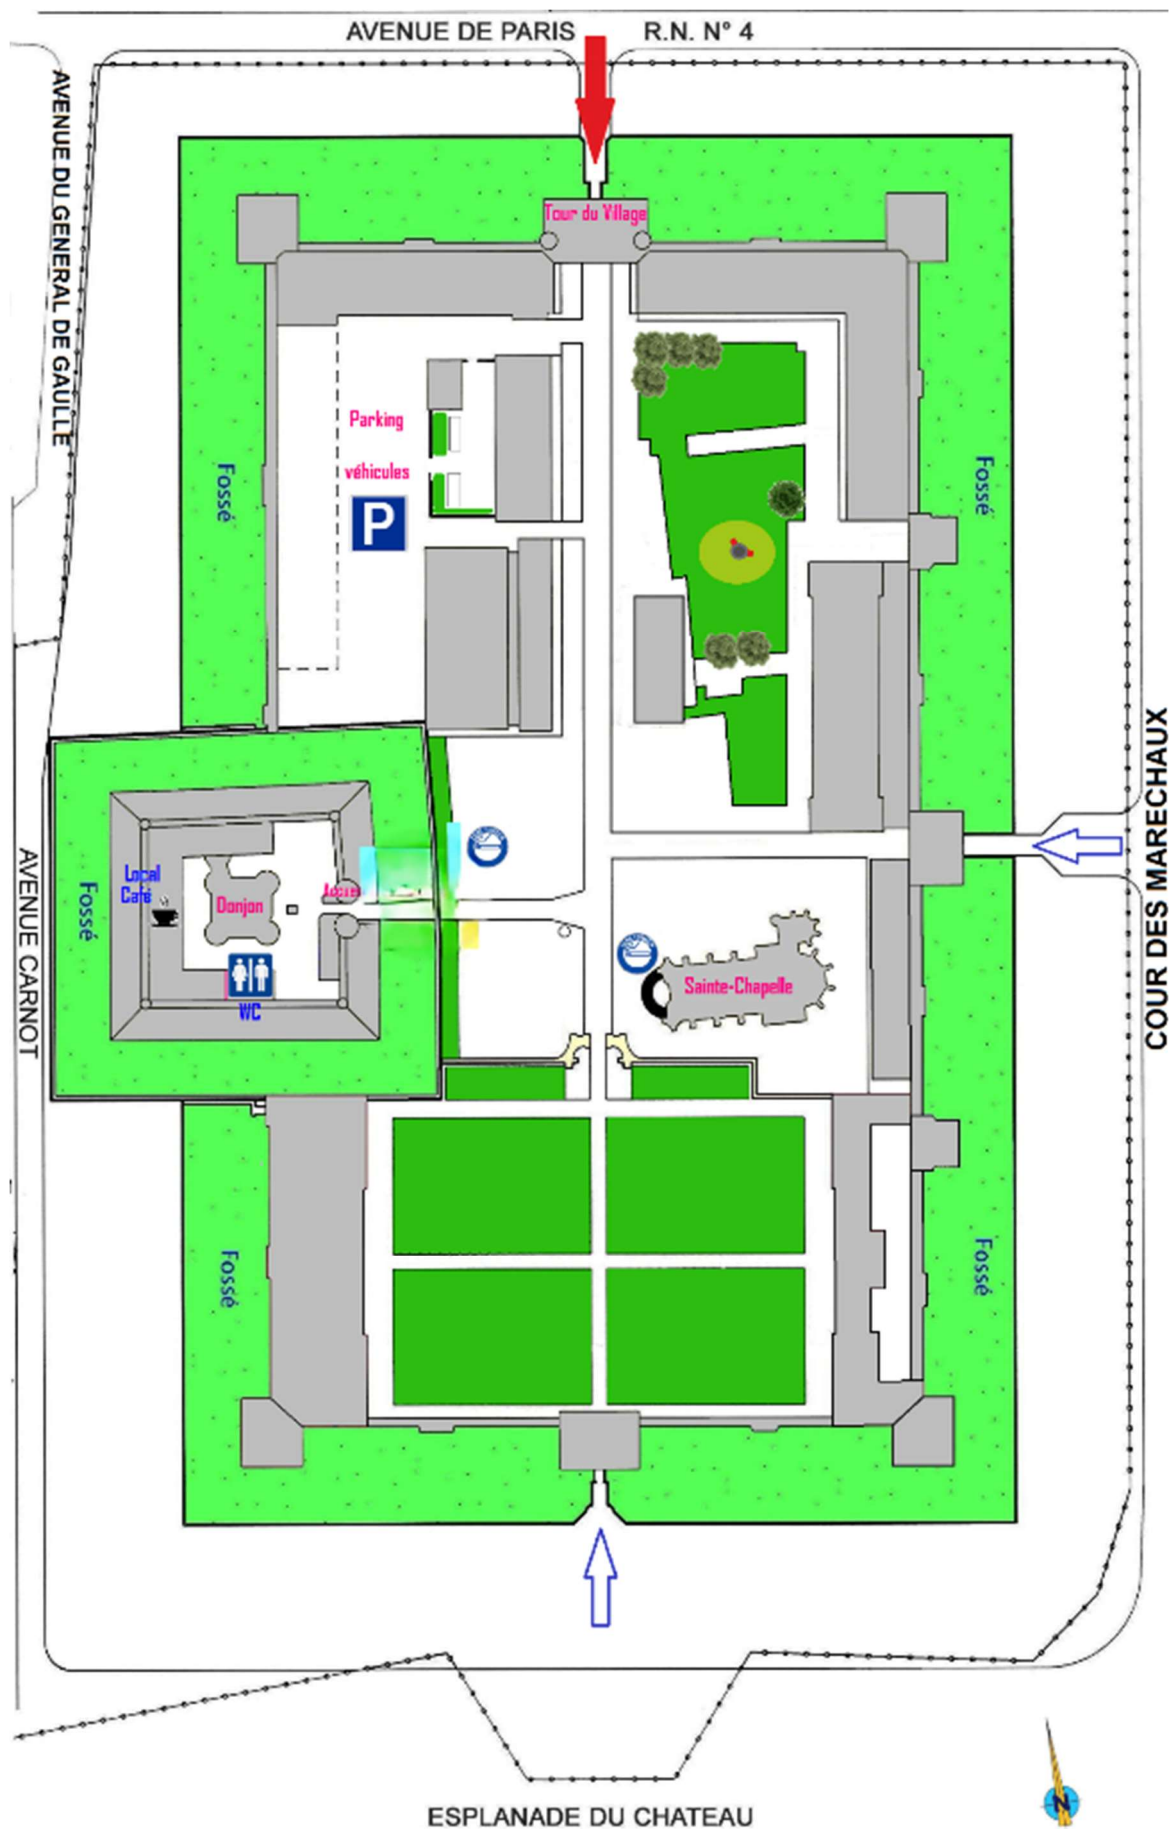 AVENUE DE PARIS R.N. N° 4
AVENUE DU GENERAL DE GAULLE
Tour du Village
Parking
véhicules
P
Fossé
Fossé
COUR DES MARECHAUX
AVENUE CARNOT
Fossé
Local
Café
Donjon
WC
Sainte-Chapelle
Fossé
Fossé
N
ESPLANADE DU CHATEAU